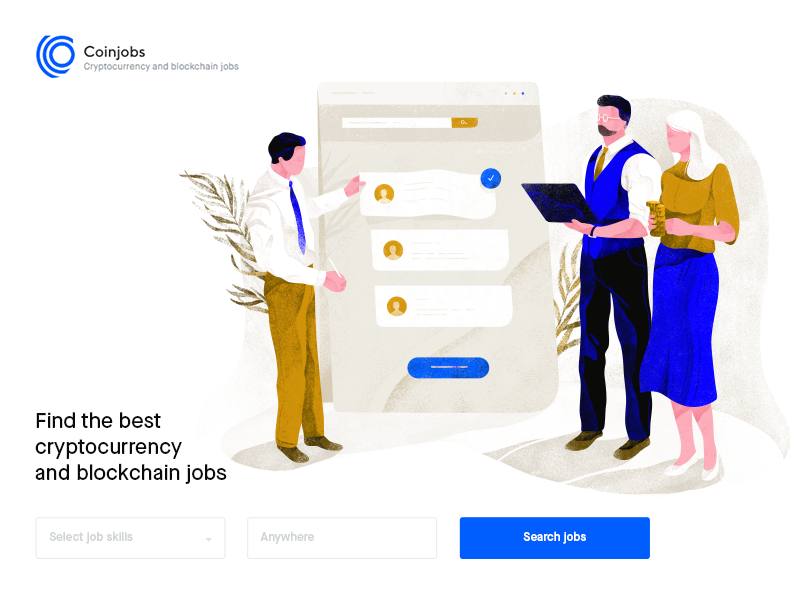 Coinjobs
Cryptocurrency and blockchain jobs
Find the best
cryptocurrency
and blockchain jobs
Select job skills
Anywhere
Search jobs